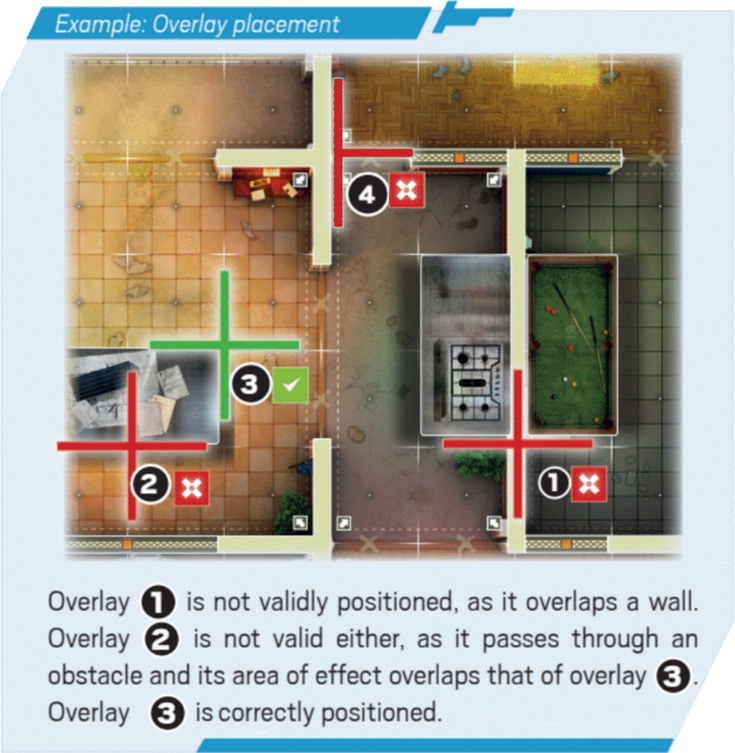 Example: Overlay placement
4
3
2
1
Overlay 1 is not validly positioned, as it overlaps a wall.
Overlay 2 is not valid either, as it passes through an
obstacle and its area of effect overlaps that of overlay 3.
Overlay 3 is correctly positioned.